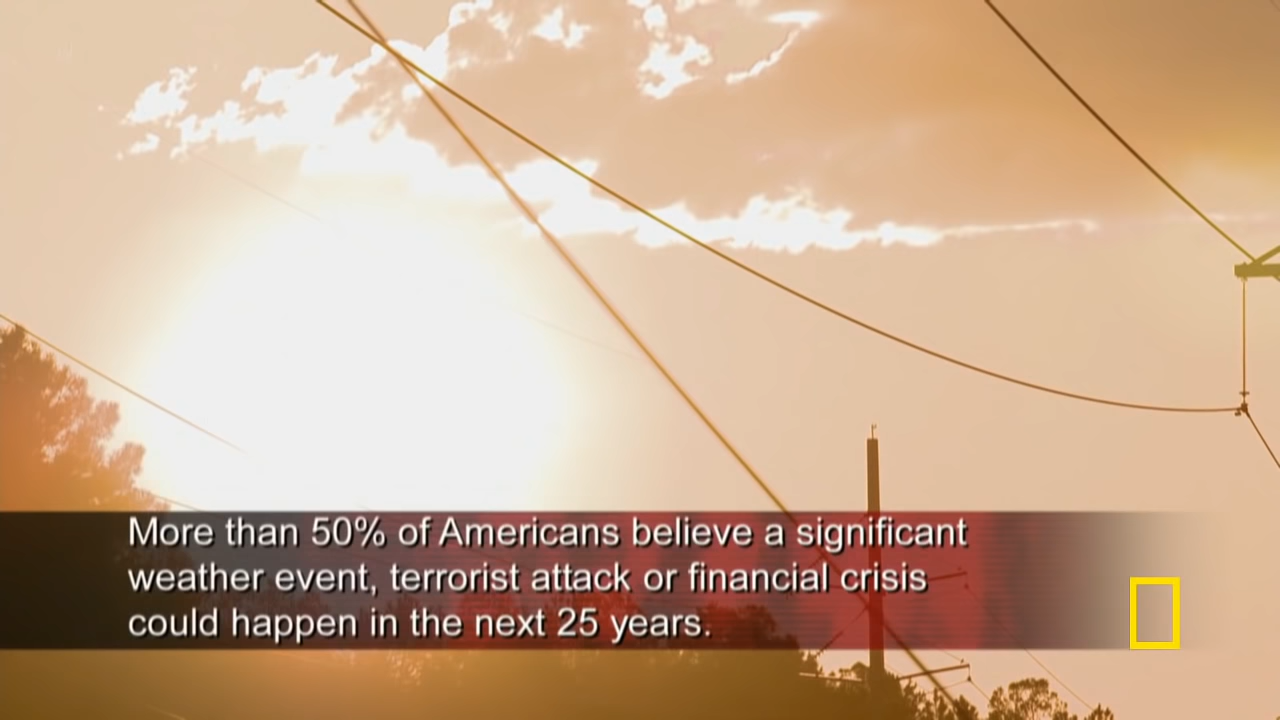 More than 50% of Americans believe a significant
weather event, terrorist attack or financial crisis
could happen in the next 25 years.